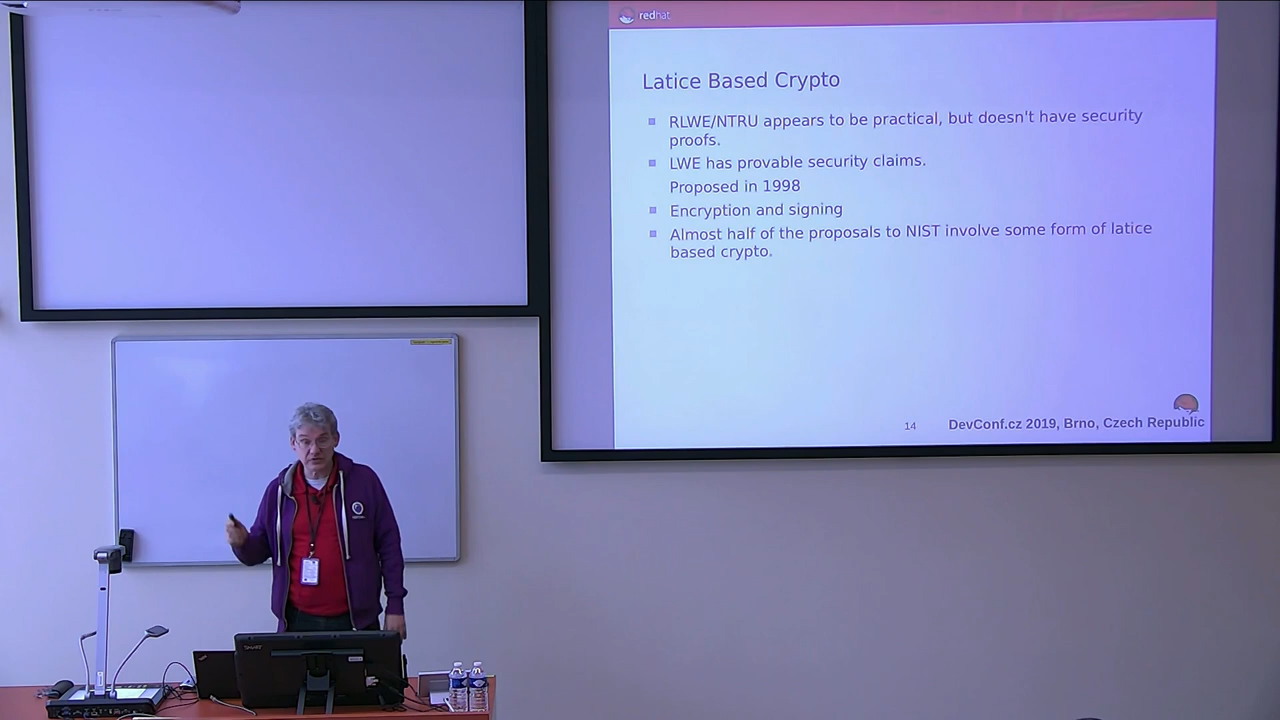 redhat
Latice Based Crypto
RLWE/NTRU appears to be practical, but doesn't have security
proofs.
LWE has provable security claims.
Proposed in 1998
Encryption and signing
Almost half of the proposals to NIST involve some form of latice
based crypto.
14 DevConf.cz 2019, Brno, Czech Republic